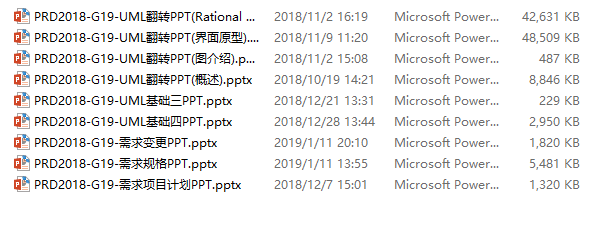 PRD2018-G19-UML翻转PPT(Rational ... 2018/11/2 16:19 Microsoft Power... 42,631 KB
PRD2018-G19-UML翻转PPT(界面原型).... 2018/11/9 11:20 Microsoft Power... 48,509 KB
PRD2018-G19-UML翻转PPT(图介绍).p... 2018/11/2 15:08 Microsoft Power... 487 KB
PRD2018-G19-UML翻转PPT(概述).pptx 2018/10/19 14:21 Microsoft Power... 8,846 KB
PRD2018-G19-UML基础三PPT.pptx 2018/12/21 13:31 Microsoft Power... 229 KB
PRD2018-G19-UML基础四PPT.pptx 2018/12/28 13:44 Microsoft Power... 2,950 KB
PRD2018-G19-需求变更PPT.pptx 2019/1/11 20:10 Microsoft Power... 1,820 KB
PRD2018-G19-需求规格PPT.pptx 2019/1/11 13:55 Microsoft Power... 5,481 KB
PRD2018-G19-需求项目计划PPT.pptx 2018/12/7 15:01 Microsoft Power... 1,320 KB